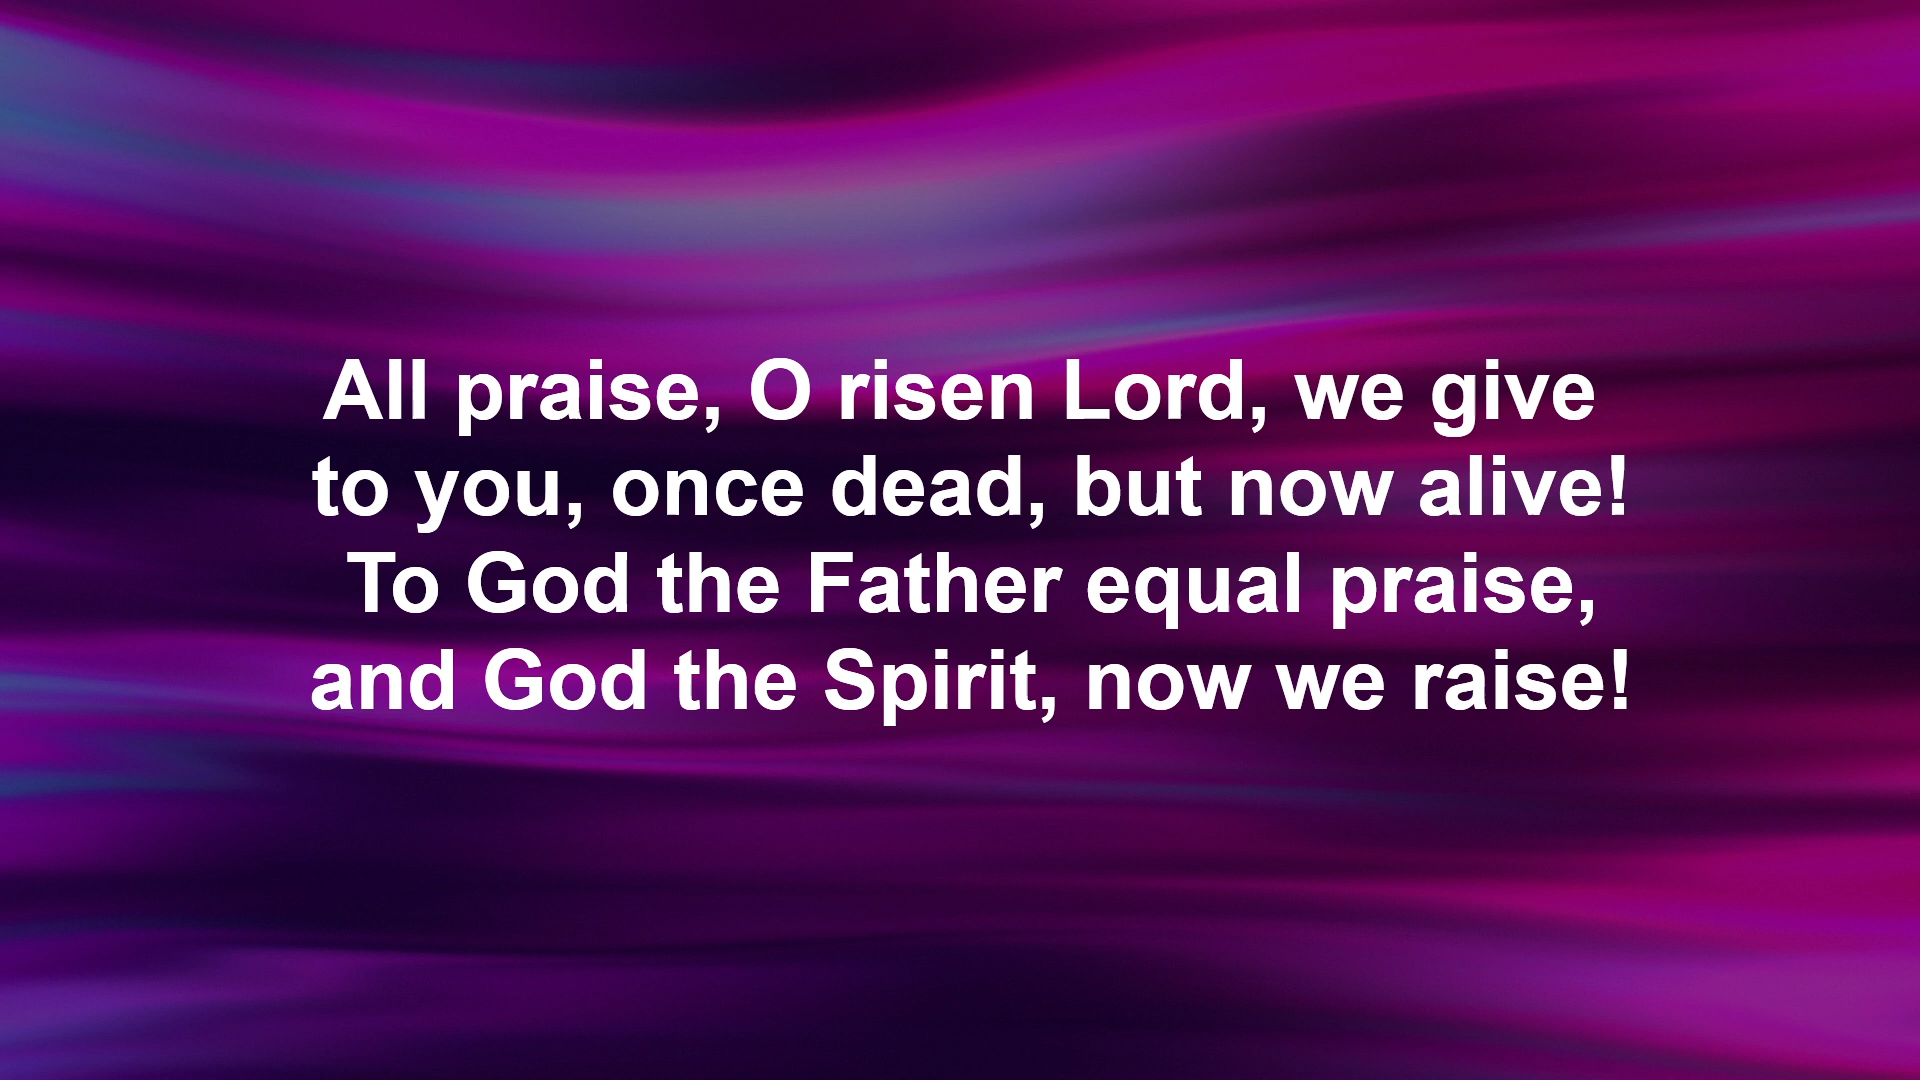 All praise, O risen Lord, we give
to you, once dead, but now alive!
To God the Father equal praise,
and God the Spirit, now we raise!